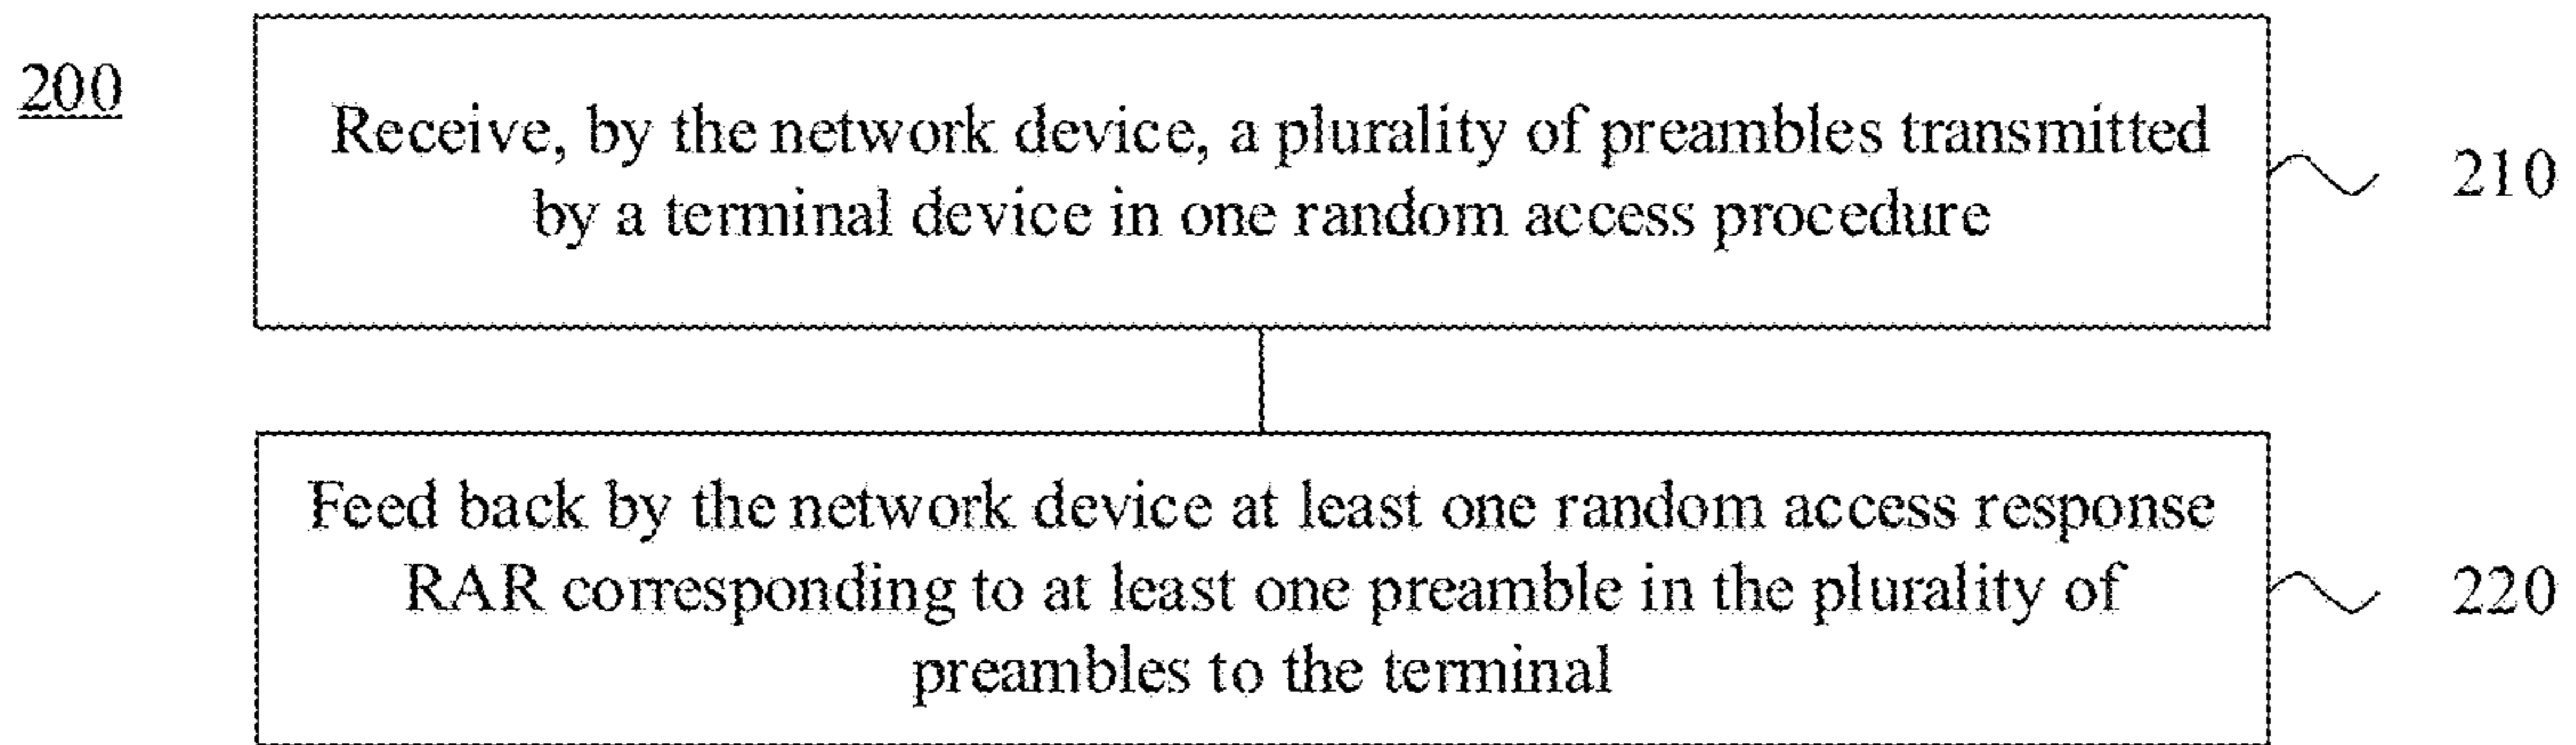 200
Receive, by the network device, a plurality of preambles transmitted
by a terminal device in one random access procedure
210
Feed back by the network device at least one random access response
RAR corresponding to at least one preamble in the plurality of
preambles to the terminal
220